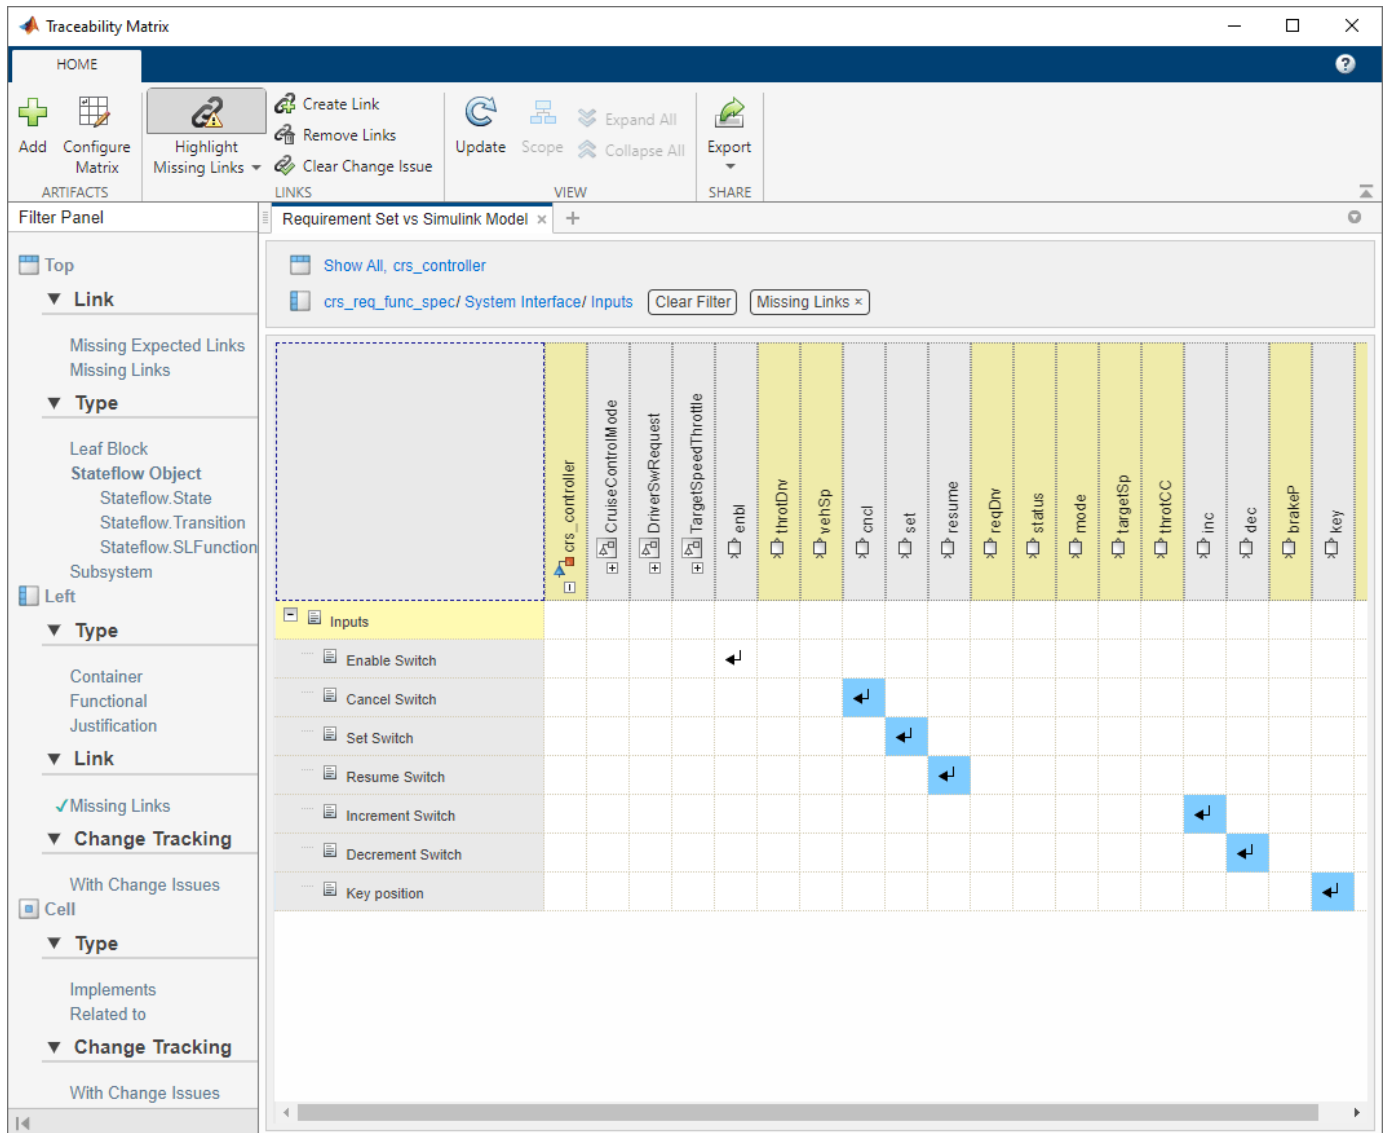 Traceability Matrix
HOME
Add
Configure Matrix
Highlight Missing Links
Create Link
Remove Links
Clear Change Issue
Update
Scope
Expand All
Collapse All
Export
ARTIFACTS
LINKS
VIEW
SHARE
Filter Panel
Requirement Set vs Simulink Model
Top
Link
Missing Expected Links
Missing Links
Type
Leaf Block
Stateflow Object
Stateflow.State
Stateflow.Transition
Stateflow.SLFunction
Subsystem
Left
Type
Container
Functional
Justification
Link
Missing Links
Change Tracking
With Change Issues
Cell
Type
Implements
Related to
Change Tracking
With Change Issues
Show All, crs_controller
crs_req_func_spec/ System Interface/ Inputs
Clear Filter
Missing Links ×
crs_controller
CruiseControlMode
DriverSwRequest
TargetSpeedThrottle
enbl
throtDrv
vehSp
cncl
set
resume
reqDrv
status
mode
targetSp
throtCC
inc
dec
brakeP
key
Inputs
Enable Switch
Cancel Switch
Set Switch
Resume Switch
Increment Switch
Decrement Switch
Key position